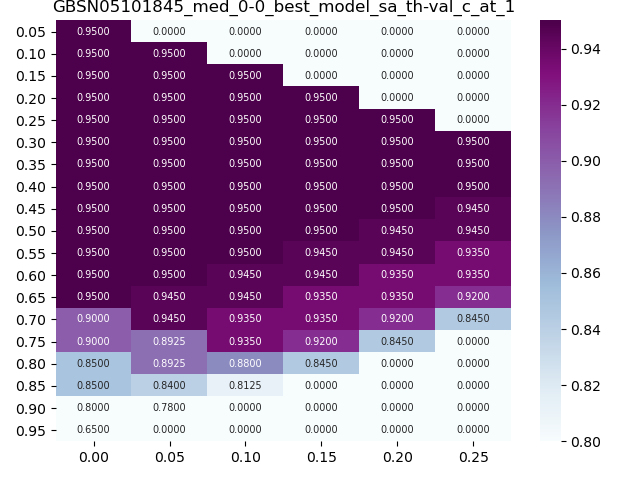 GBSN05101845_med_0-0_best_model_sa_th-val_c_at_1
0.05 0.9500 0.0000 0.0000 0.0000 0.0000 0.0000
0.10 0.9500 0.9500 0.0000 0.0000 0.0000 0.0000 0.94
0.15 0.9500 0.9500 0.9500 0.0000 0.0000 0.0000
0.20 0.9500 0.9500 0.9500 0.9500 0.0000 0.0000
0.25 0.9500 0.9500 0.9500 0.9500 0.9500 0.0000 0.92
0.30 0.9500 0.9500 0.9500 0.9500 0.9500 0.9500
0.35 0.9500 0.9500 0.9500 0.9500 0.9500 0.9500 0.90
0.40 0.9500 0.9500 0.9500 0.9500 0.9500 0.9500
0.45 0.9500 0.9500 0.9500 0.9500 0.9500 0.9450
0.50 0.9500 0.9500 0.9500 0.9500 0.9450 0.9450 0.88
0.55 0.9500 0.9500 0.9500 0.9450 0.9450 0.9350
0.60 0.9500 0.9500 0.9450 0.9450 0.9350 0.9350 0.86
0.65 0.9500 0.9450 0.9450 0.9350 0.9350 0.9200
0.70 0.9000 0.9450 0.9350 0.9350 0.9200 0.8450 0.84
0.75 0.9000 0.8925 0.9350 0.9200 0.8450 0.0000
0.80 0.8500 0.8925 0.8800 0.8450 0.0000 0.0000
0.85 0.8500 0.8400 0.8125 0.0000 0.0000 0.0000 0.82
0.90 0.8000 0.7800 0.0000 0.0000 0.0000 0.0000
0.95 0.6500 0.0000 0.0000 0.0000 0.0000 0.0000 0.80
0.00 0.05 0.10 0.15 0.20 0.25